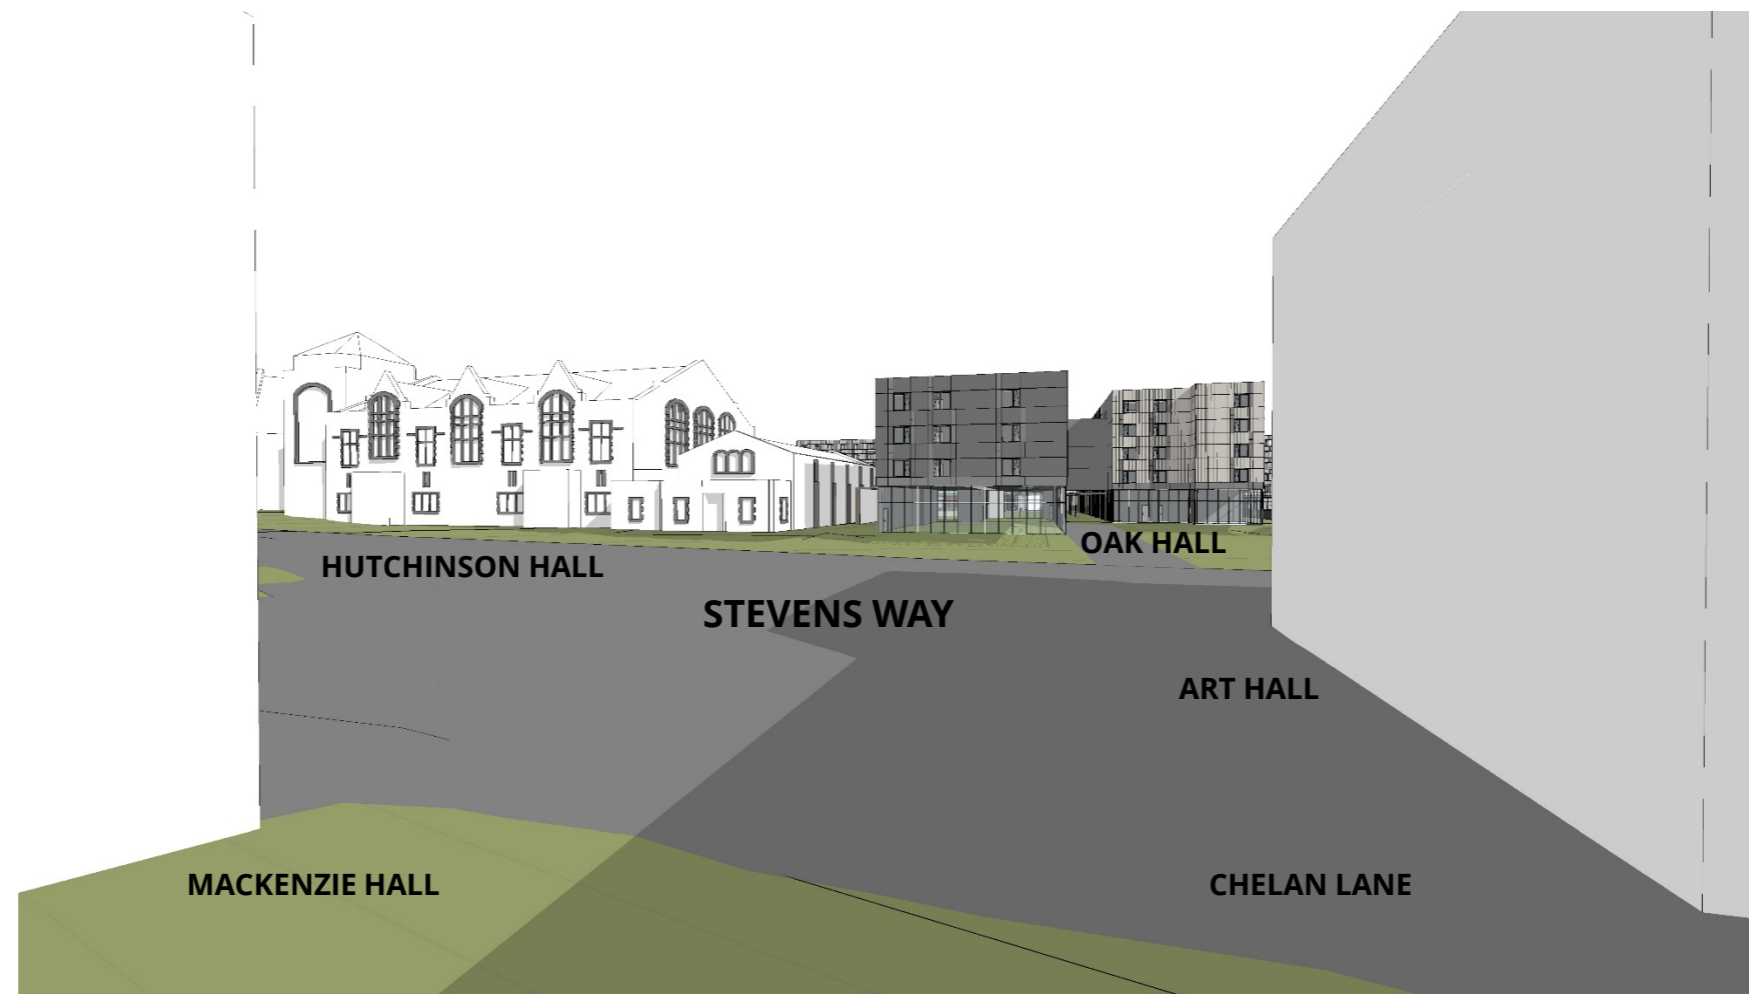 HUTCHINSON HALL
OAK HALL
STEVENS WAY
ART HALL
MACKENZIE HALL
CHELAN LANE